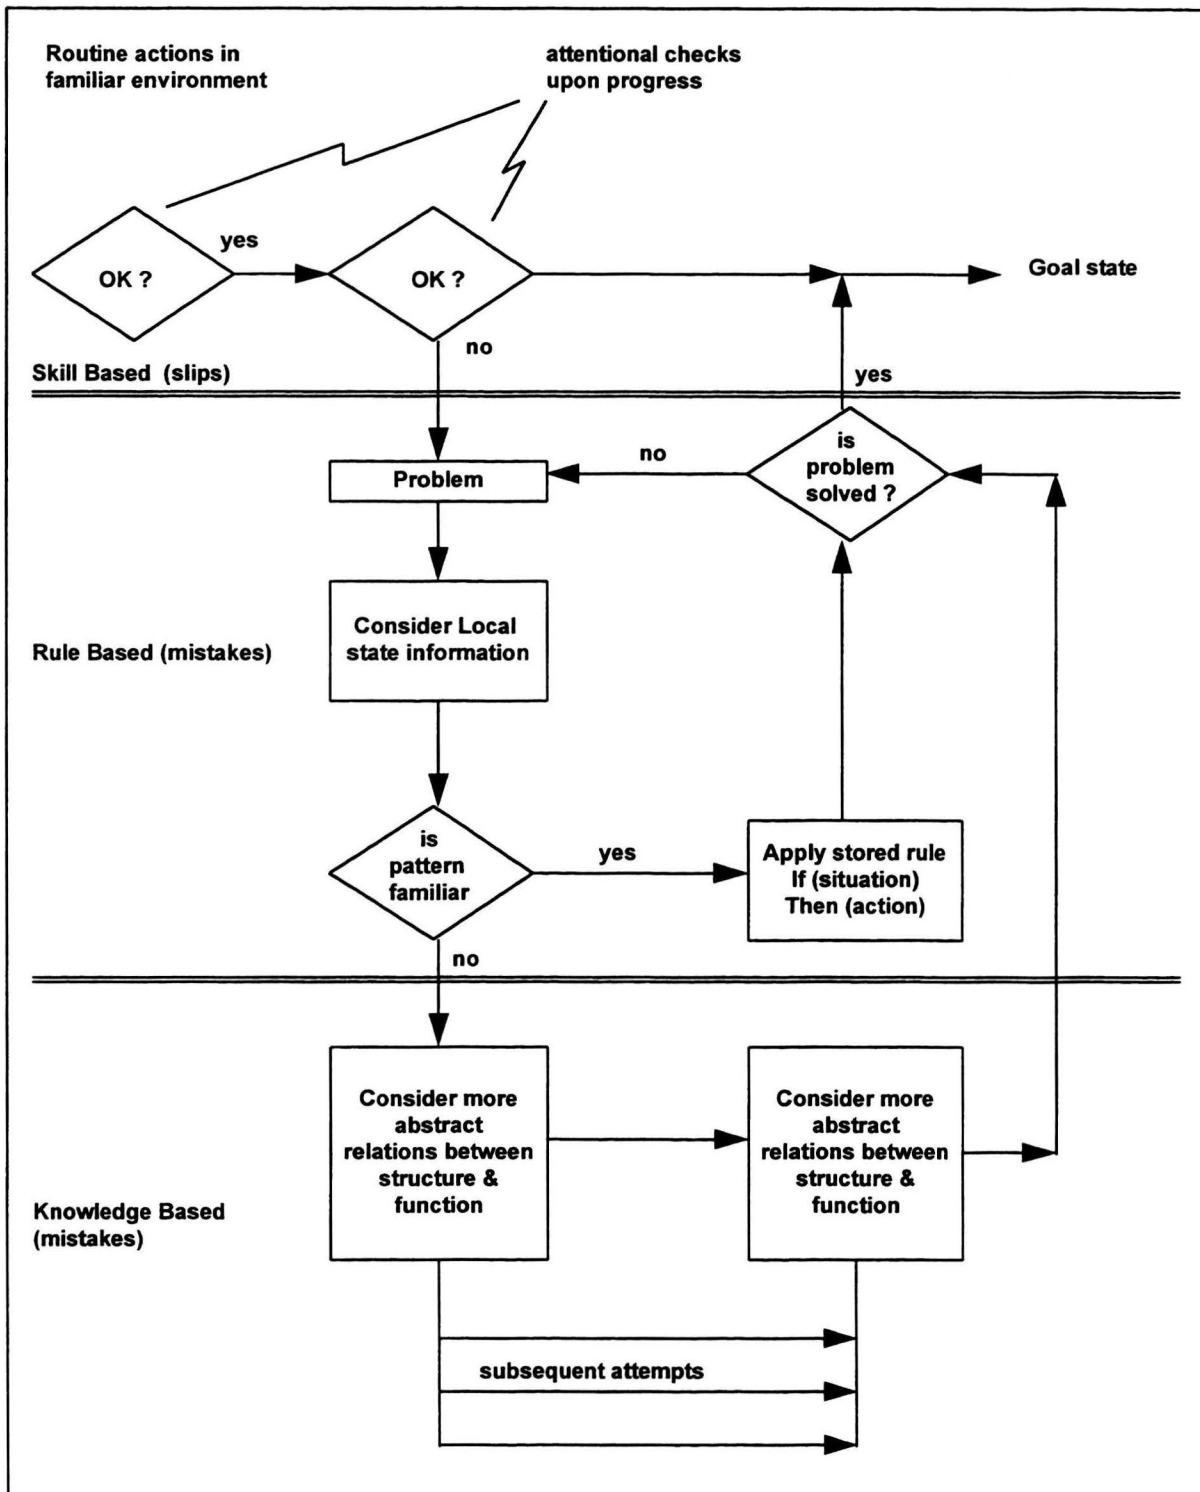 Routine actions in
familiar environment
attentional checks
upon progress
OK ?
yes
OK ?
Goal state
no
Skill Based (slips)
yes
is
problem
solved ?
no
Problem
Consider Local
state information
Rule Based (mistakes)
is
pattern
familiar
yes
Apply stored rule
If (situation)
Then (action)
no
Consider more
abstract
relations between
structure &
function
Consider more
abstract
relations between
structure &
function
Knowledge Based
(mistakes)
subsequent attempts